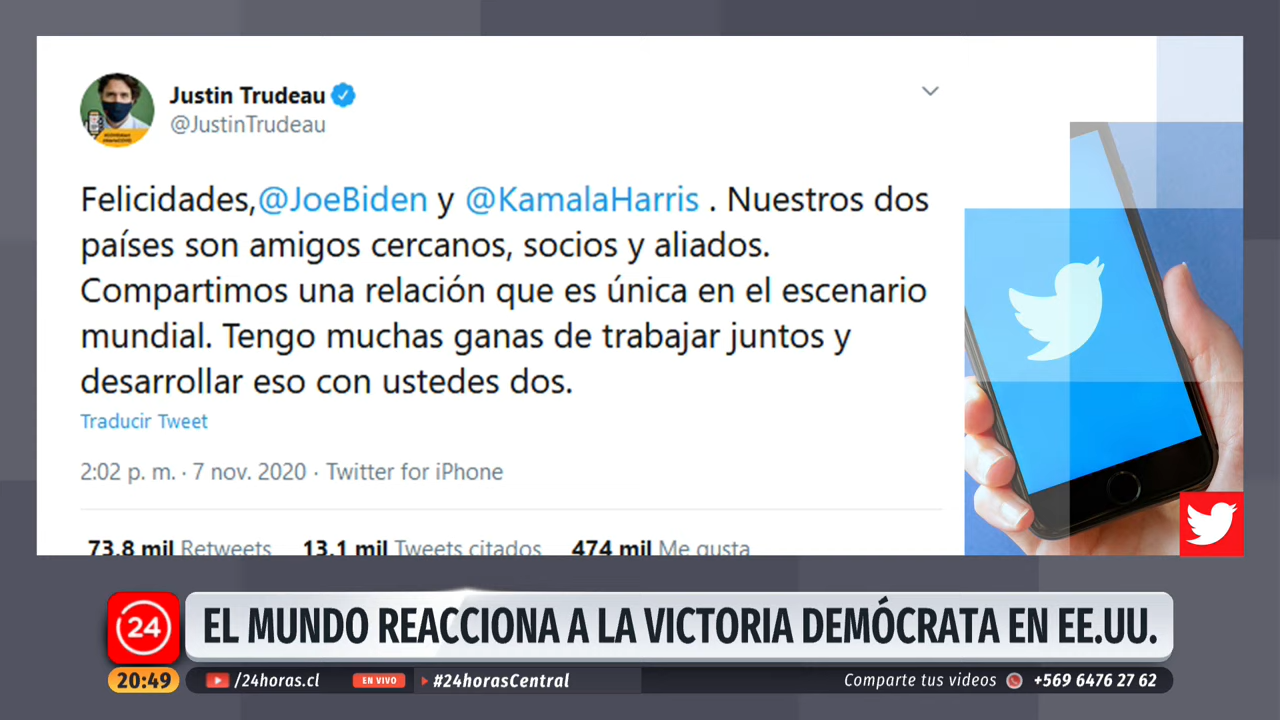 Justin Trudeau
@JustinTrudeau
Felicidades,@JoeBiden y @KamalaHarris . Nuestros dos
países son amigos cercanos, socios y aliados.
Compartimos una relación que es única en el escenario
mundial. Tengo muchas ganas de trabajar juntos y
desarrollar eso con ustedes dos.
Traducir Tweet
2:02 p. m. · 7 nov. 2020 · Twitter for iPhone
73.8 mil Retweets 13.1 mil Tweets citados 474 mil Me gusta
24 EL MUNDO REACCIONA A LA VICTORIA DEMÓCRATA EN EE.UU.
20:49 /24horas.cl EN VIVO #24horasCentral Comparte tus videos +569 6476 27 62